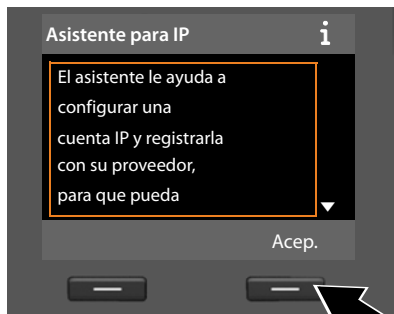 Asistente para IP i
El asistente le ayuda a
configurar una
cuenta IP y registrarla
con su proveedor,
para que pueda
Acep.